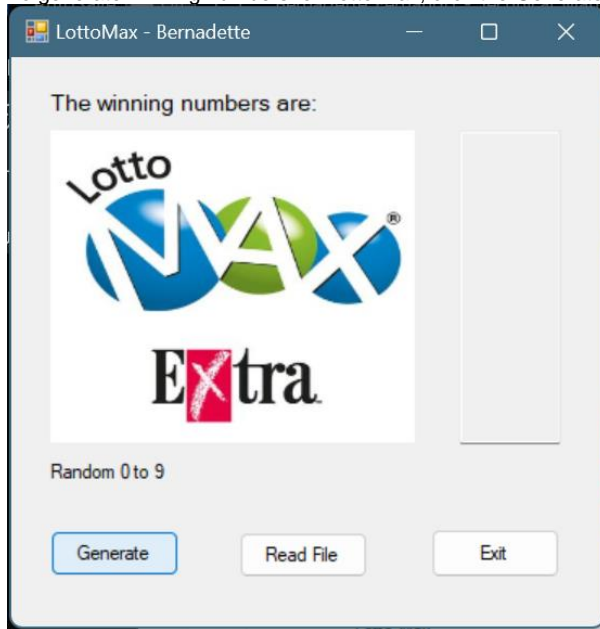 LottoMax - Bernadette
The winning numbers are:
Lotto
MAX®
Extra
Random 0 to 9
Generate
Read File
Exit